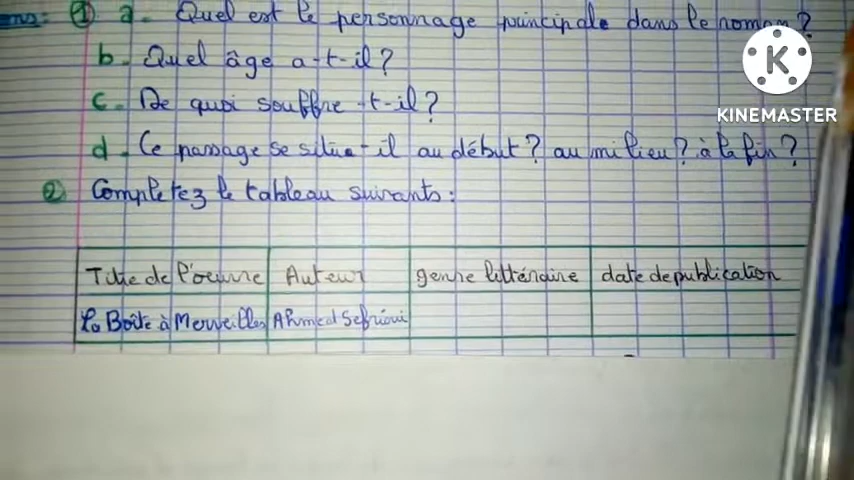 ① a. Quel est le personnage principale dans le roman ?
b. Quel âge a-t-il ?
c. De quoi souffre-t-il ?
d. Ce passage se situe-il au début ? au milieu ? à la fin ?
② Completez le tableau suivants :
Titre de l'oeuvre Auteur genre littéraire date de publication
La Boîte à Merveilles Ahmed Sefrioui
KINEMASTER